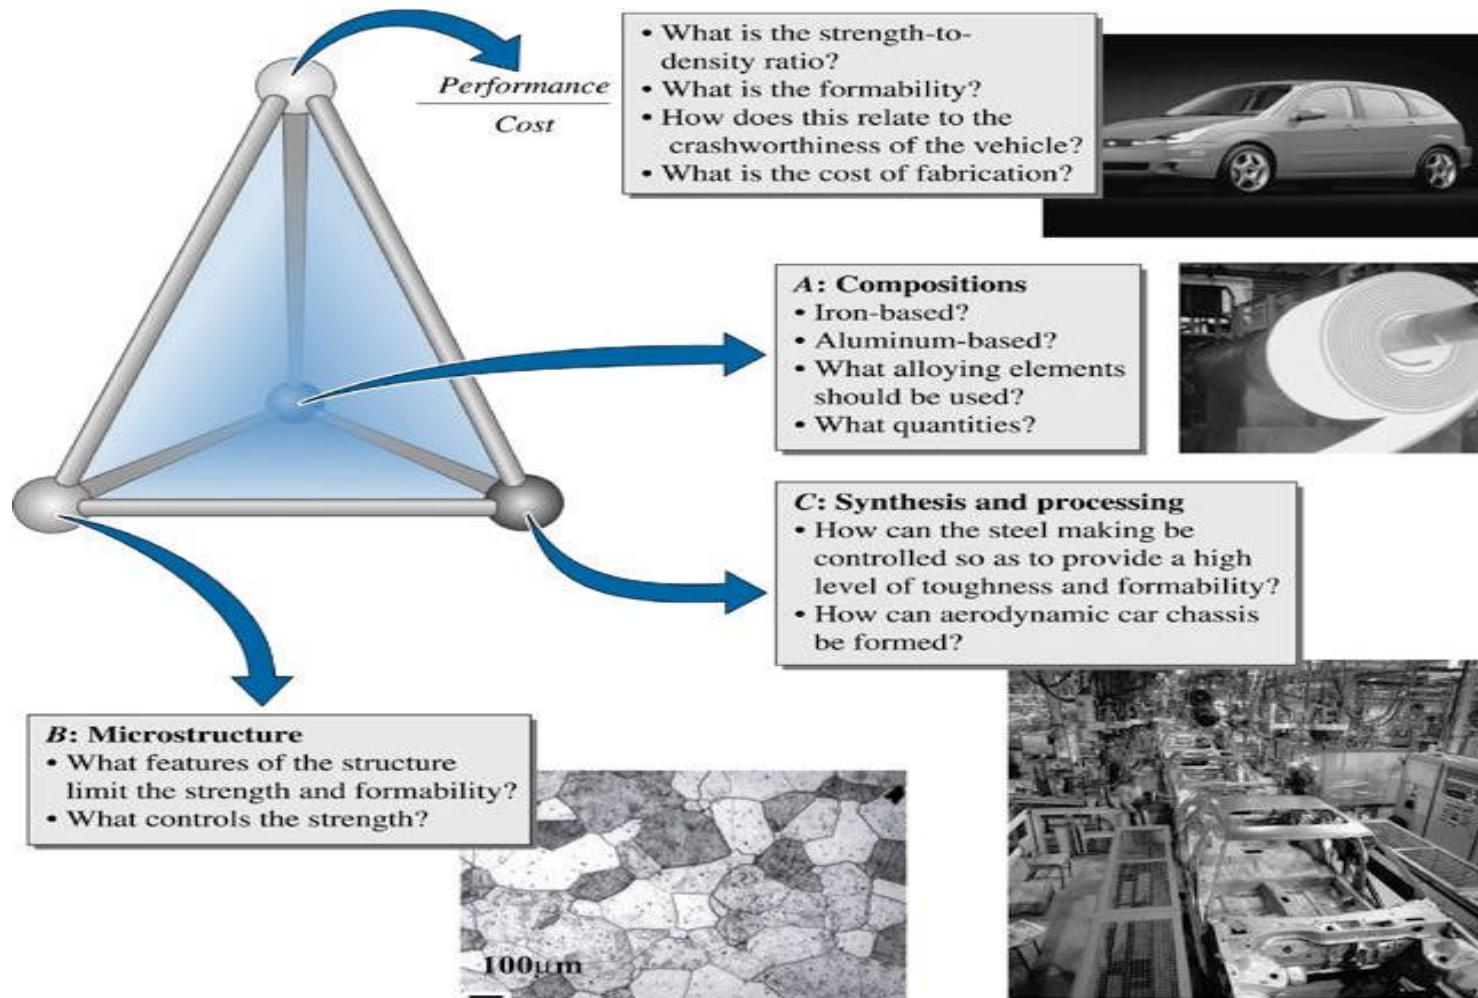 Performance
Cost
• What is the strength-to-
density ratio?
• What is the formability?
• How does this relate to the
crashworthiness of the vehicle?
• What is the cost of fabrication?
A: Compositions
• Iron-based?
• Aluminum-based?
• What alloying elements
should be used?
• What quantities?
C: Synthesis and processing
• How can the steel making be
controlled so as to provide a high
level of toughness and formability?
• How can aerodynamic car chassis
be formed?
B: Microstructure
• What features of the structure
limit the strength and formability?
• What controls the strength?
100μm